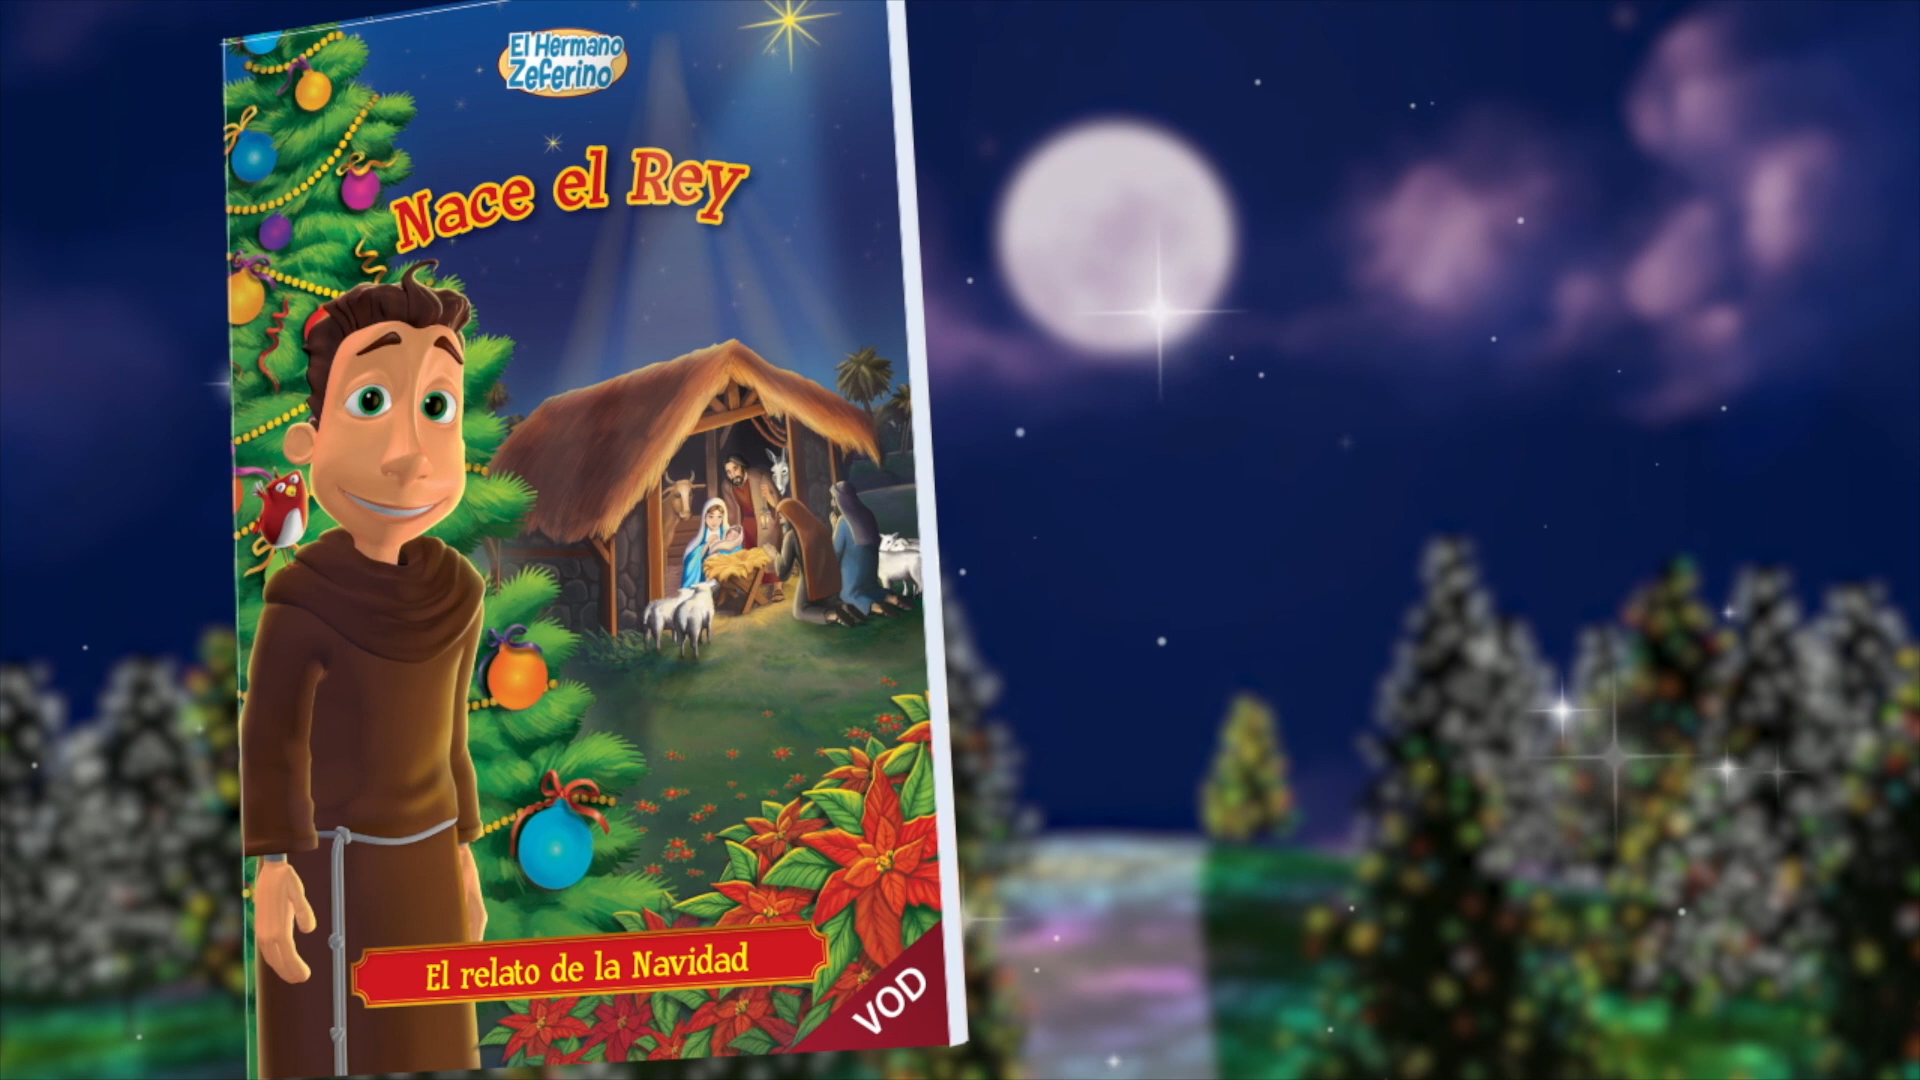 El Hermano
Zeferino
Nace el Rey
El relato de la Navidad
VOD